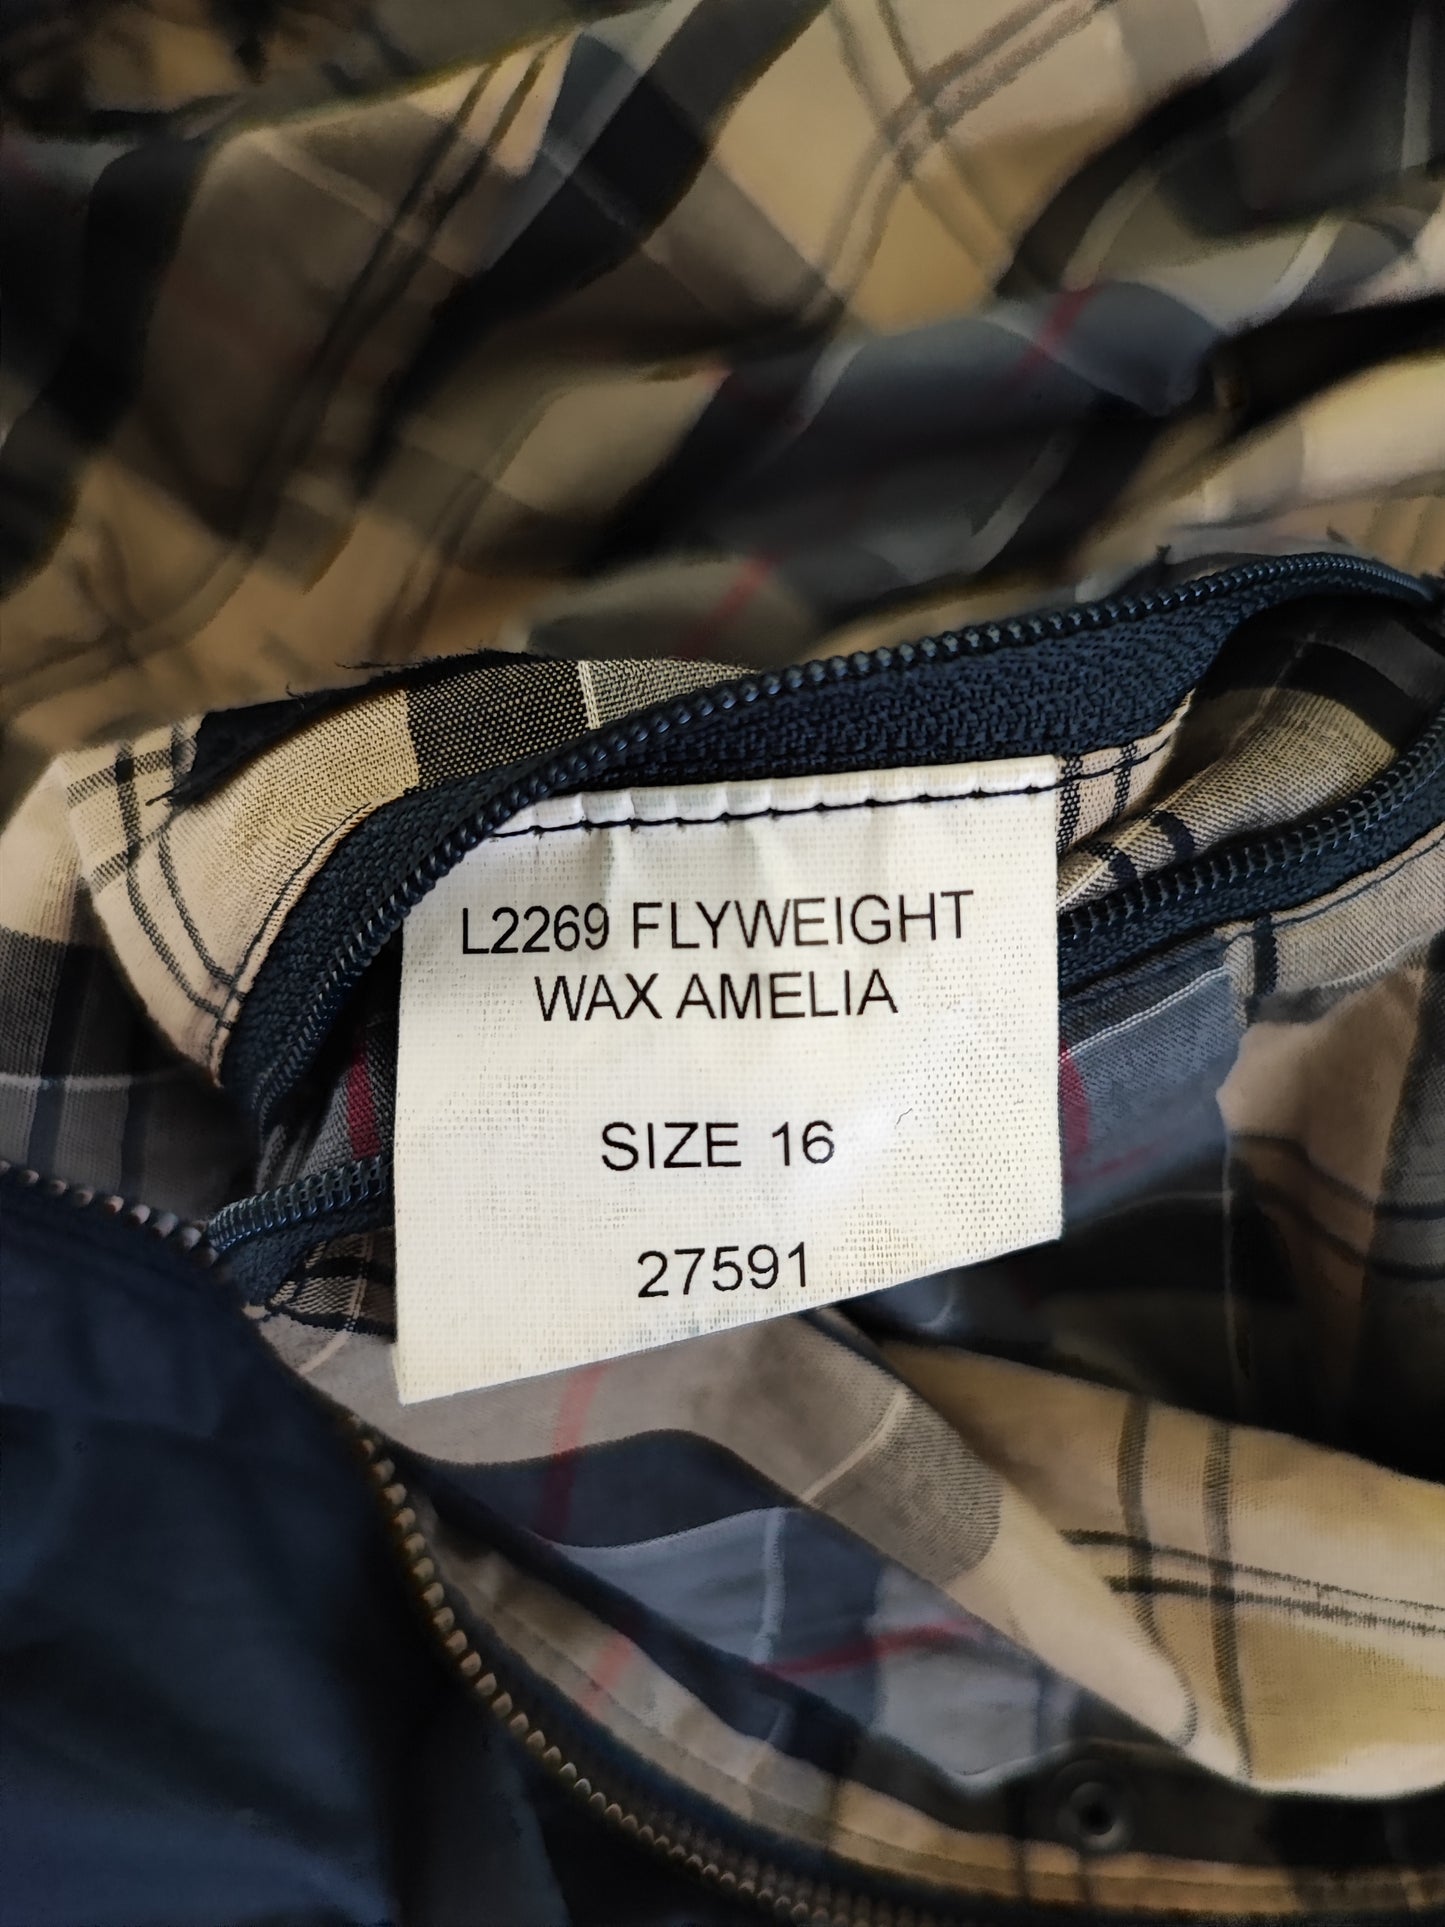 L2269 FLYWEIGHT
WAX AMELIA
SIZE 16
27591